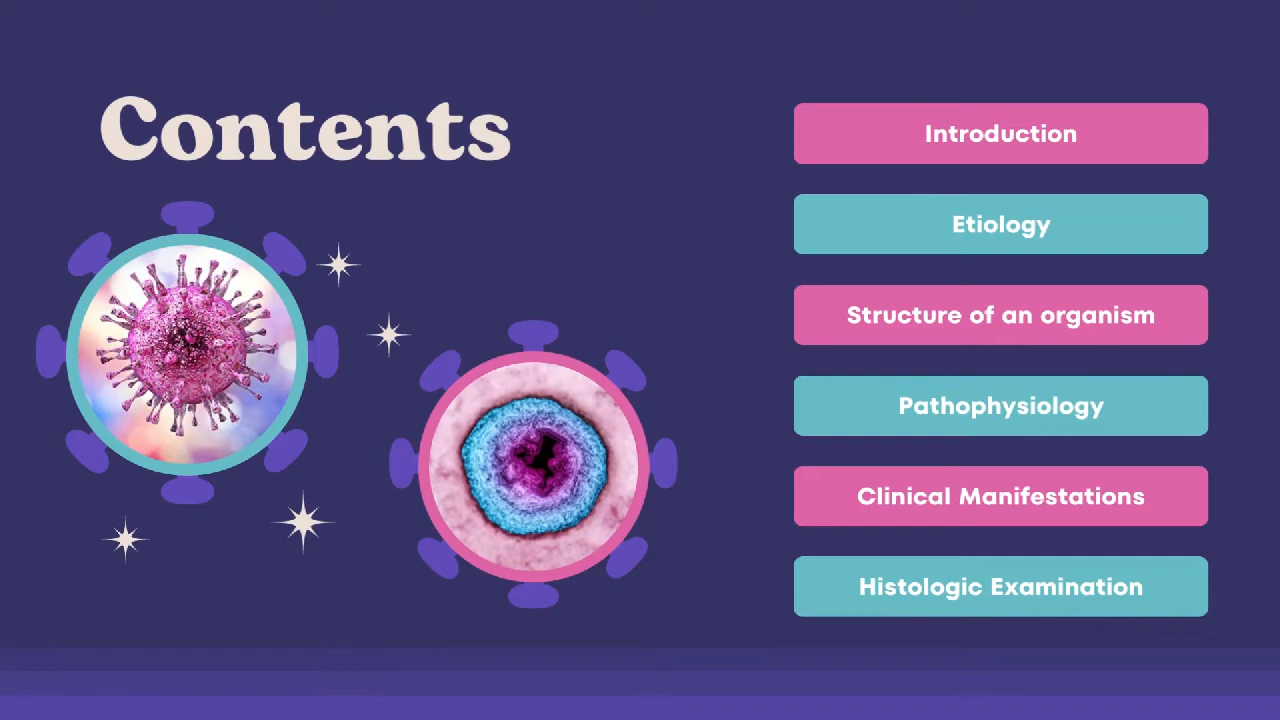 Contents
Introduction
Etiology
Structure of an organism
Pathophysiology
Clinical Manifestations
Histologic Examination